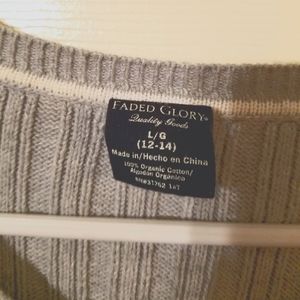 FADED GLORY®
Quality Goods
L/G
(12-14)
Made in/Hecho en China
100% Organic Cotton/
Algodón Orgánico